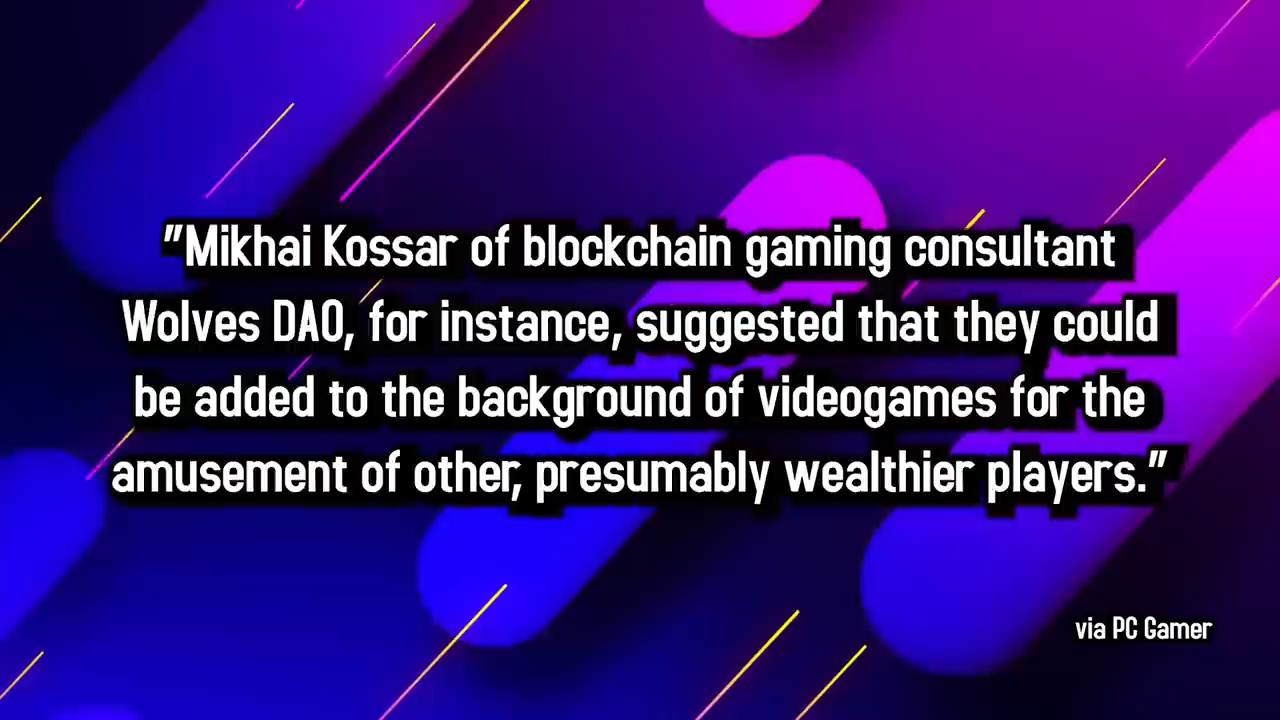 "Mikhai Kossar of blockchain gaming consultant
Wolves DAO, for instance, suggested that they could
be added to the background of videogames for the
amusement of other, presumably wealthier players."
via PC Gamer